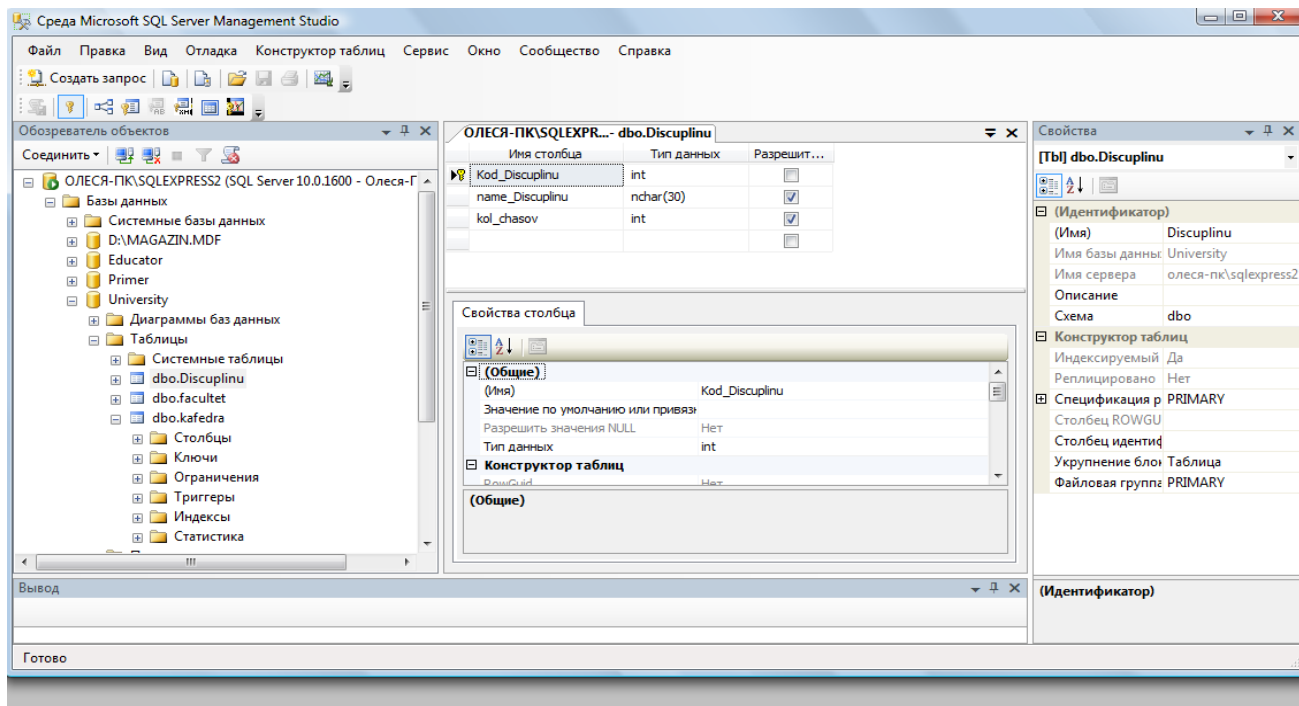 Среда Microsoft SQL Server Management Studio
Файл Правка Вид Отладка Конструктор таблиц Сервис Окно Сообщество Справка
Создать запрос
Обозреватель объектов
Соединить
ОЛЕСЯ-ПК\SQLEXPRESS2 (SQL Server 10.0.1600 - Олеся-Г
Базы данных
Системные базы данных
D:\MAGAZIN.MDF
Educator
Primer
University
Диаграммы баз данных
Таблицы
Системные таблицы
dbo.Discuplinu
dbo.facultet
dbo.kafedra
Столбцы
Ключи
Ограничения
Триггеры
Индексы
Статистика
ОЛЕСЯ-ПК\SQLEXPR...- dbo.Discuplinu
Имя столбца Тип данных Разрешит...
Kod_Discuplinu int
name_Discuplinu nchar(30)
kol_chasov int
Свойства столбца
(Общие)
(Имя) Kod_Discuplinu
Значение по умолчанию или привязк
Разрешить значения NULL Нет
Тип данных int
Конструктор таблиц
RowGuid Нет
(Общие)
Свойства
[Tbl] dbo.Discuplinu
(Идентификатор)
(Имя) Discuplinu
Имя базы данны: University
Имя сервера олеся-пк\sqlexpress2
Описание
Схема dbo
Конструктор таблиц
Индексируемый Да
Реплицировано Нет
Спецификация р PRIMARY
Столбец ROWGU
Столбец идентиф
Укрупнение блок Таблица
Файловая группа PRIMARY
(Идентификатор)
Вывод
Готово